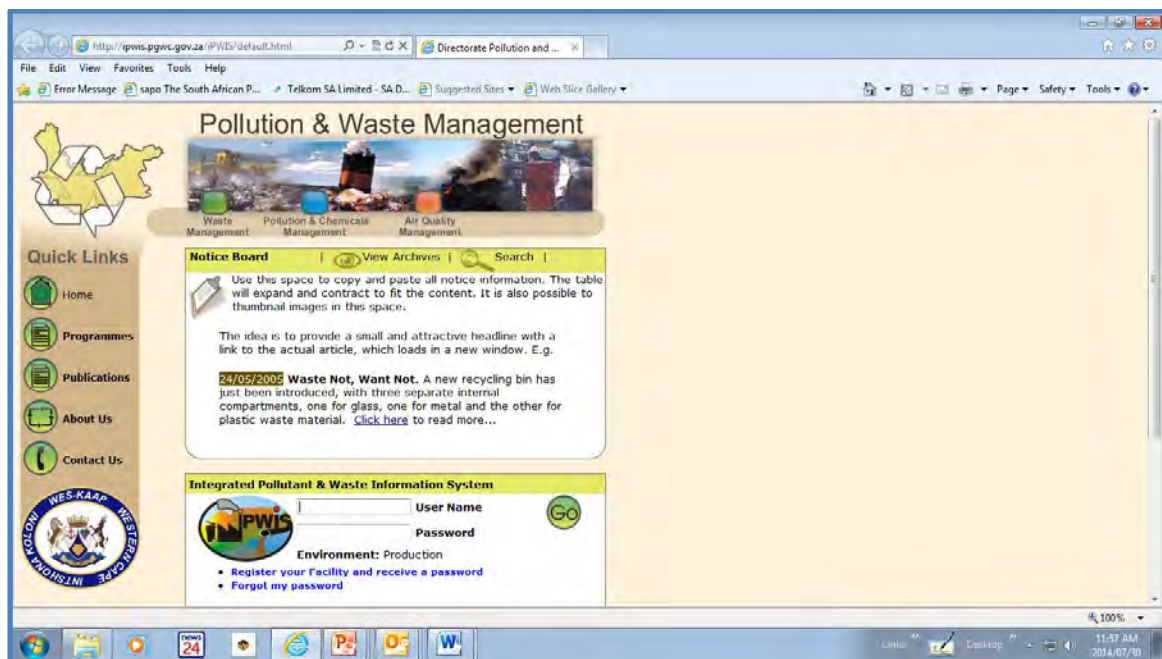 http://ipwis.pgwc.gov.za/iPWIS/default.html
Directorate Pollution and ...
File Edit View Favorites Tools Help
Error Message sapo The South African P... Telkom SA Limited - SA D... Suggested Sites Web Slice Gallery Page Safety Tools
Pollution & Waste Management
Waste Management
Pollution & Chemicals Management
Air Quality Management
Quick Links
Home
Programmes
Publications
About Us
Contact Us
WES-KAAP WESTERN CAPE INTSHONA KOLONI
Notice Board | View Archives | Search |
Use this space to copy and paste all notice information. The table
will expand and contract to fit the content. It is also possible to
thumbnail images in this space.
The idea is to provide a small and attractive headline with a
link to the actual article, which loads in a new window. E.g.
24/05/2005 Waste Not, Want Not. A new recycling bin has
just been introduced, with three separate internal
compartments, one for glass, one for metal and the other for
plastic waste material. Click here to read more...
Integrated Pollutant & Waste Information System
IPWIS
User Name
Go
Password
Environment: Production
• Register your Facility and receive a password
• Forgot my password
100%
news 24
Links Desktop
11:57 AM
2014/07/30